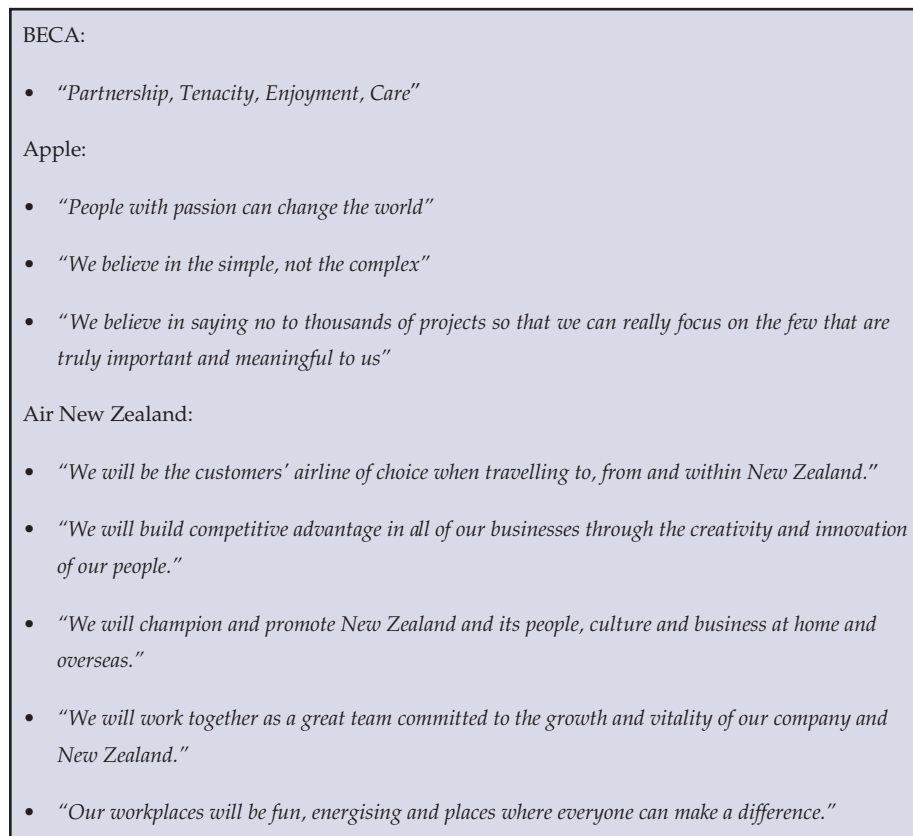 BECA:
• “Partnership, Tenacity, Enjoyment, Care”
Apple:
• “People with passion can change the world”
• “We believe in the simple, not the complex”
• “We believe in saying no to thousands of projects so that we can really focus on the few that are
truly important and meaningful to us”
Air New Zealand:
• “We will be the customers’ airline of choice when travelling to, from and within New Zealand.”
• “We will build competitive advantage in all of our businesses through the creativity and innovation
of our people.”
• “We will champion and promote New Zealand and its people, culture and business at home and
overseas.”
• “We will work together as a great team committed to the growth and vitality of our company and
New Zealand.”
• “Our workplaces will be fun, energising and places where everyone can make a difference.”